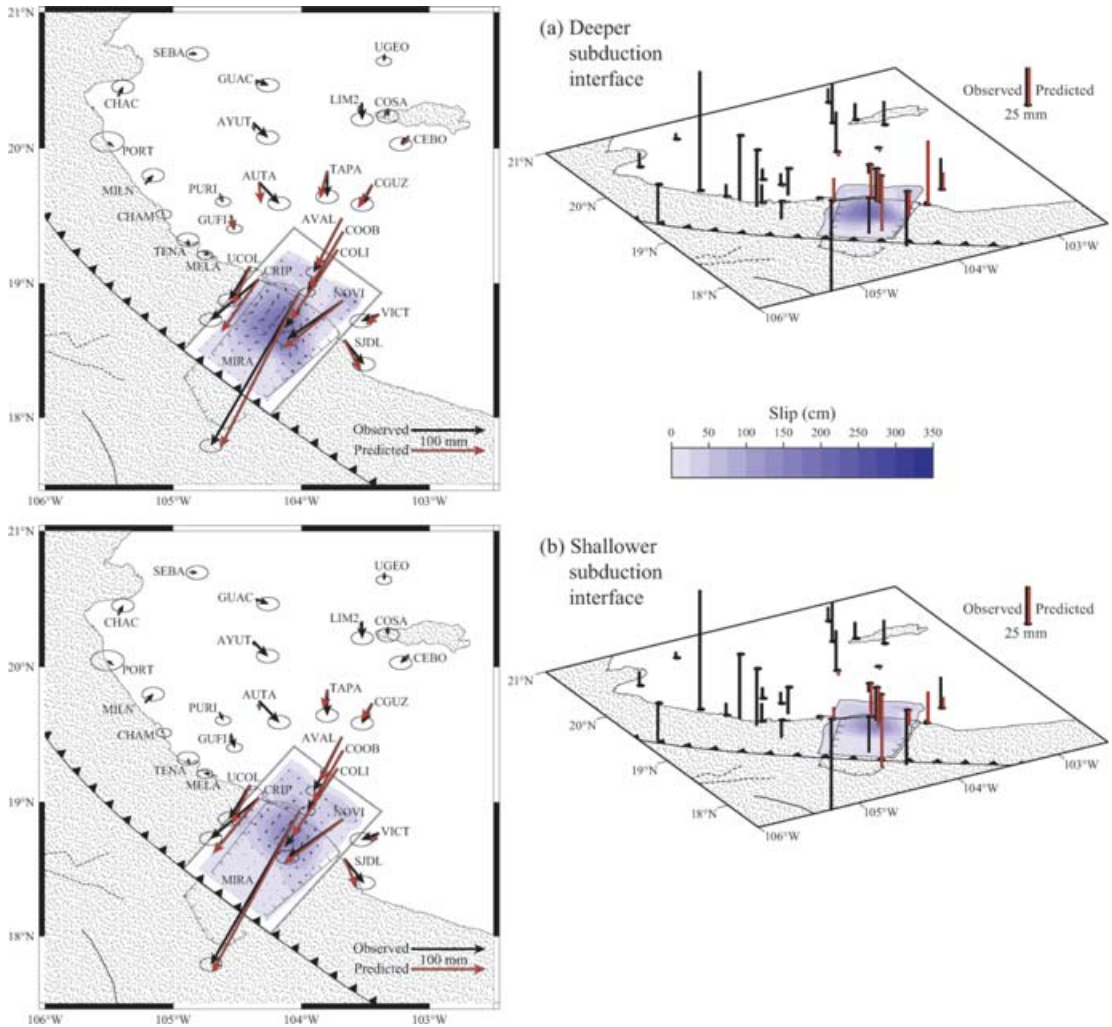 21°N
SEBA
UGEO
GUAC
CHAC
LIM2
COSA
AYUT
20°N
PORT
CEBO
MILN
AUTA
TAPA
PURI
CGUZ
CHAM
GUFI
AVAL
COOB
TENA
MELA
UCOL
CRIP
COLI
19°N
NOVI
VICT
SJDL
MIRA
18°N
Observed
100 mm
Predicted
106°W
105°W
104°W
103°W
(a) Deeper
subduction
interface
Observed
Predicted
25 mm
21°N
20°N
19°N
18°N
106°W
105°W
104°W
103°W
Slip (cm)
0 50 100 150 200 250 300 350
21°N
SEBA
UGEO
GUAC
CHAC
LIM2
COSA
AYUT
20°N
PORT
CEBO
MILN
AUTA
TAPA
PURI
CGUZ
CHAM
GUFI
AVAL
COOB
TENA
MELA
UCOL
CRIP
COLI
19°N
NOVI
VICT
SJDL
MIRA
18°N
Observed
100 mm
Predicted
106°W
105°W
104°W
103°W
(b) Shallower
subduction
interface
Observed
Predicted
25 mm
21°N
20°N
19°N
18°N
106°W
105°W
104°W
103°W